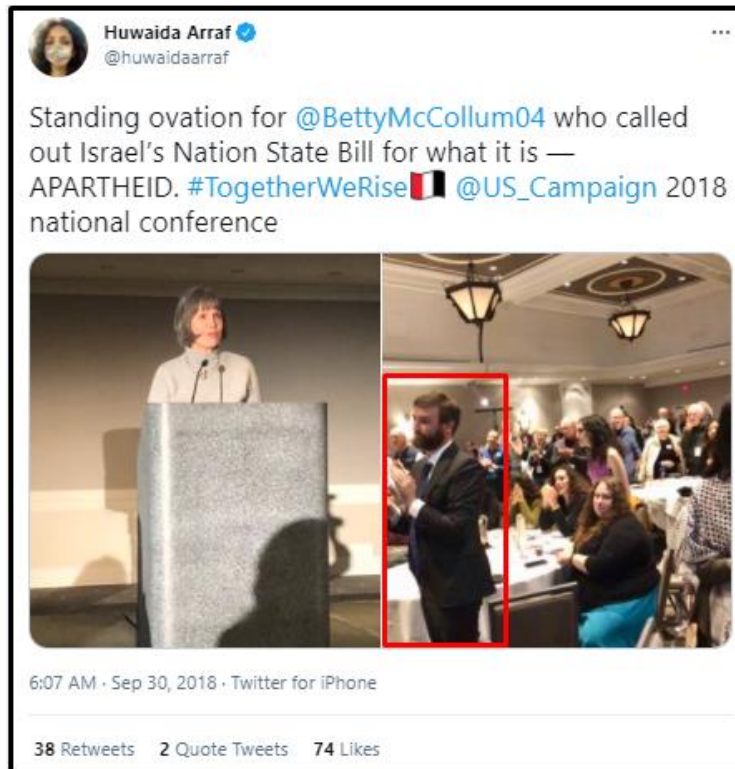 Huwaida Arraf
@huwaidaarraf
Standing ovation for @BettyMcCollum04 who called
out Israel's Nation State Bill for what it is —
APARTHEID. #TogetherWeRise @US_Campaign 2018
national conference
6:07 AM · Sep 30, 2018 · Twitter for iPhone
38 Retweets 2 Quote Tweets 74 Likes